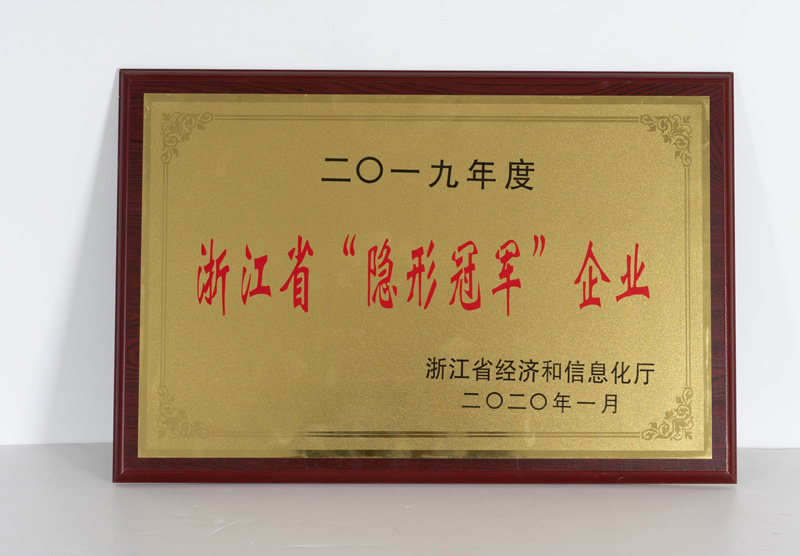 二〇一九年度
浙江省“隐形冠军”企业
浙江省经济和信息化厅
二〇二〇年一月